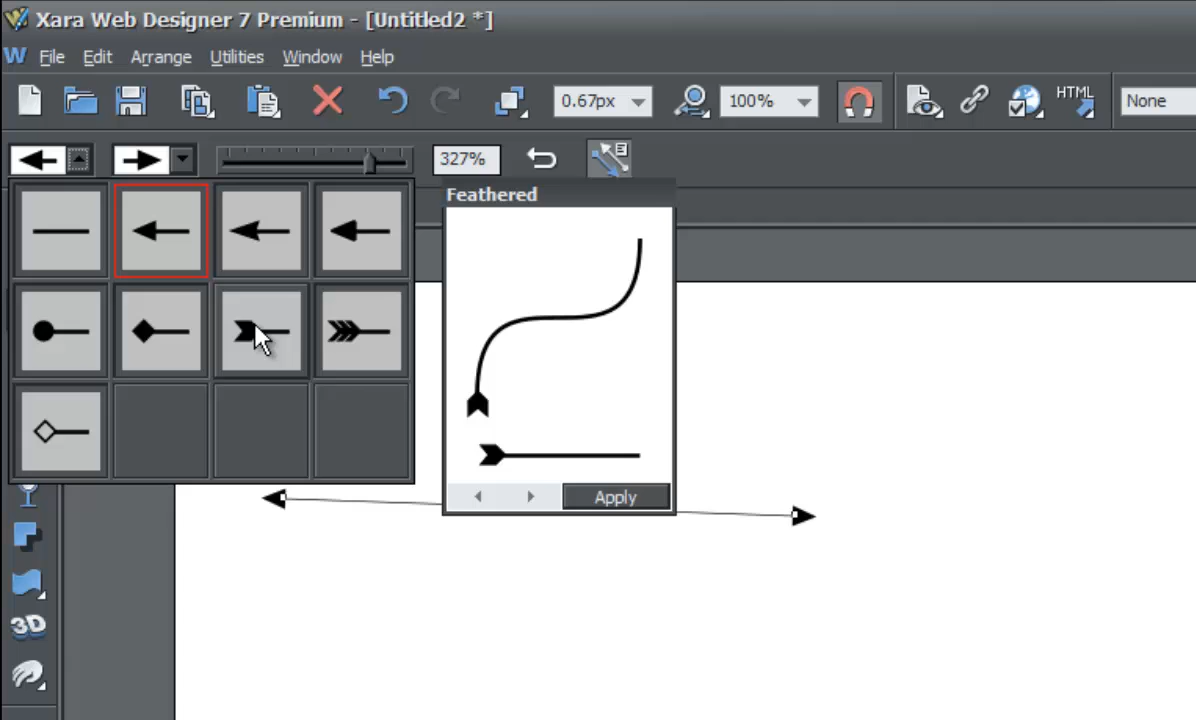 Xara Web Designer 7 Premium - [Untitled2 *]
W File Edit Arrange Utilities Window Help
0.67px 100% HTML None
327%
Feathered
Apply
3D